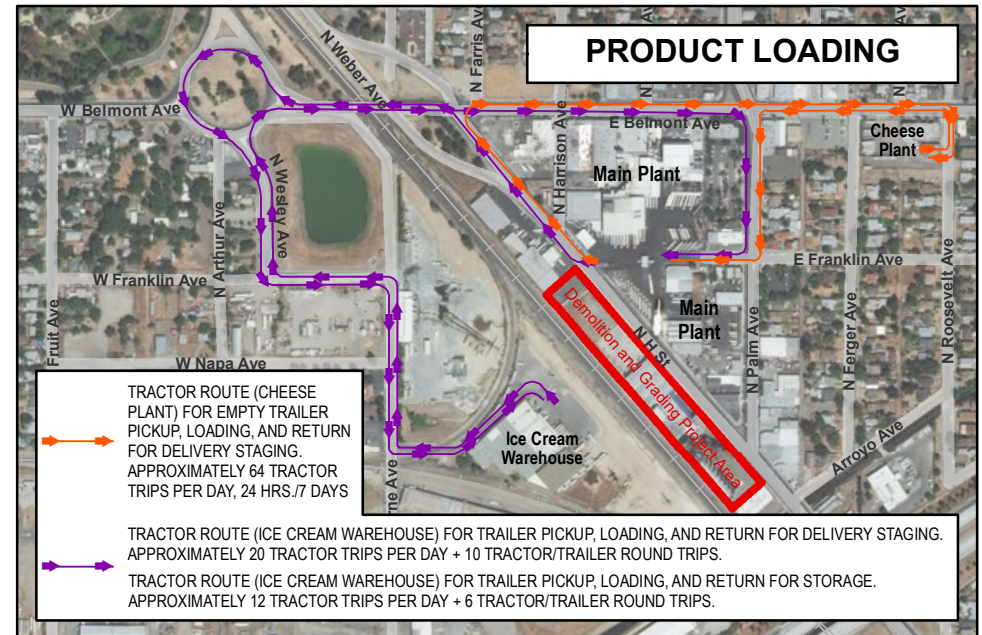 PRODUCT LOADING
N Weber Ave
N Farris Ave
W Belmont Ave
E Belmont Ave
N Harrison Ave
Cheese
Plant
Main Plant
N Wesley Ave
N Arthur Ave
W Franklin Ave
E Franklin Ave
Fruit Ave
W Napa Ave
Main
Plant
N H St
Demolition and Grading Project Area
N Palm Ave
N Ferger Ave
N Roosevelt Ave
Arroyo Ave
Ice Cream
Warehouse
ne Ave
TRACTOR ROUTE (CHEESE
PLANT) FOR EMPTY TRAILER
PICKUP, LOADING, AND RETURN
FOR DELIVERY STAGING.
APPROXIMATELY 64 TRACTOR
TRIPS PER DAY, 24 HRS./7 DAYS
TRACTOR ROUTE (ICE CREAM WAREHOUSE) FOR TRAILER PICKUP, LOADING, AND RETURN FOR DELIVERY STAGING.
APPROXIMATELY 20 TRACTOR TRIPS PER DAY + 10 TRACTOR/TRAILER ROUND TRIPS.
TRACTOR ROUTE (ICE CREAM WAREHOUSE) FOR TRAILER PICKUP, LOADING, AND RETURN FOR STORAGE.
APPROXIMATELY 12 TRACTOR TRIPS PER DAY + 6 TRACTOR/TRAILER ROUND TRIPS.